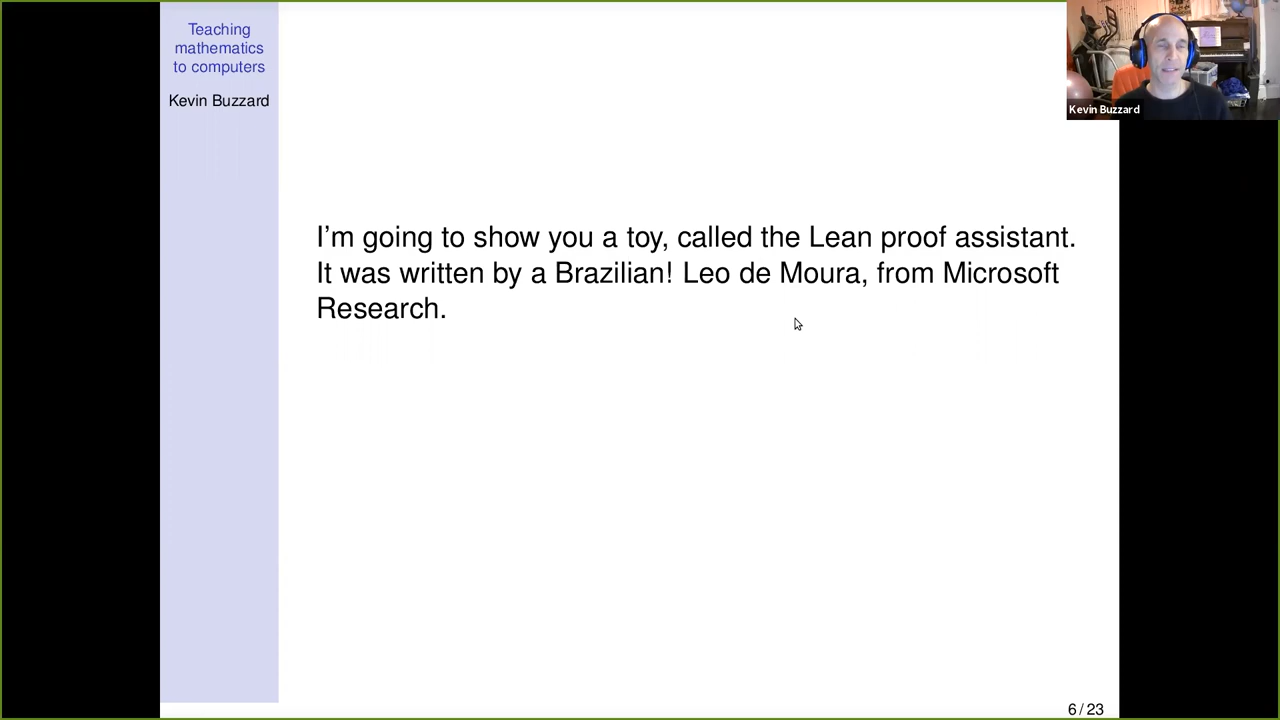 Teaching
mathematics
to computers
Kevin Buzzard
I'm going to show you a toy, called the Lean proof assistant.
It was written by a Brazilian! Leo de Moura, from Microsoft
Research.
Kevin Buzzard
6 / 23